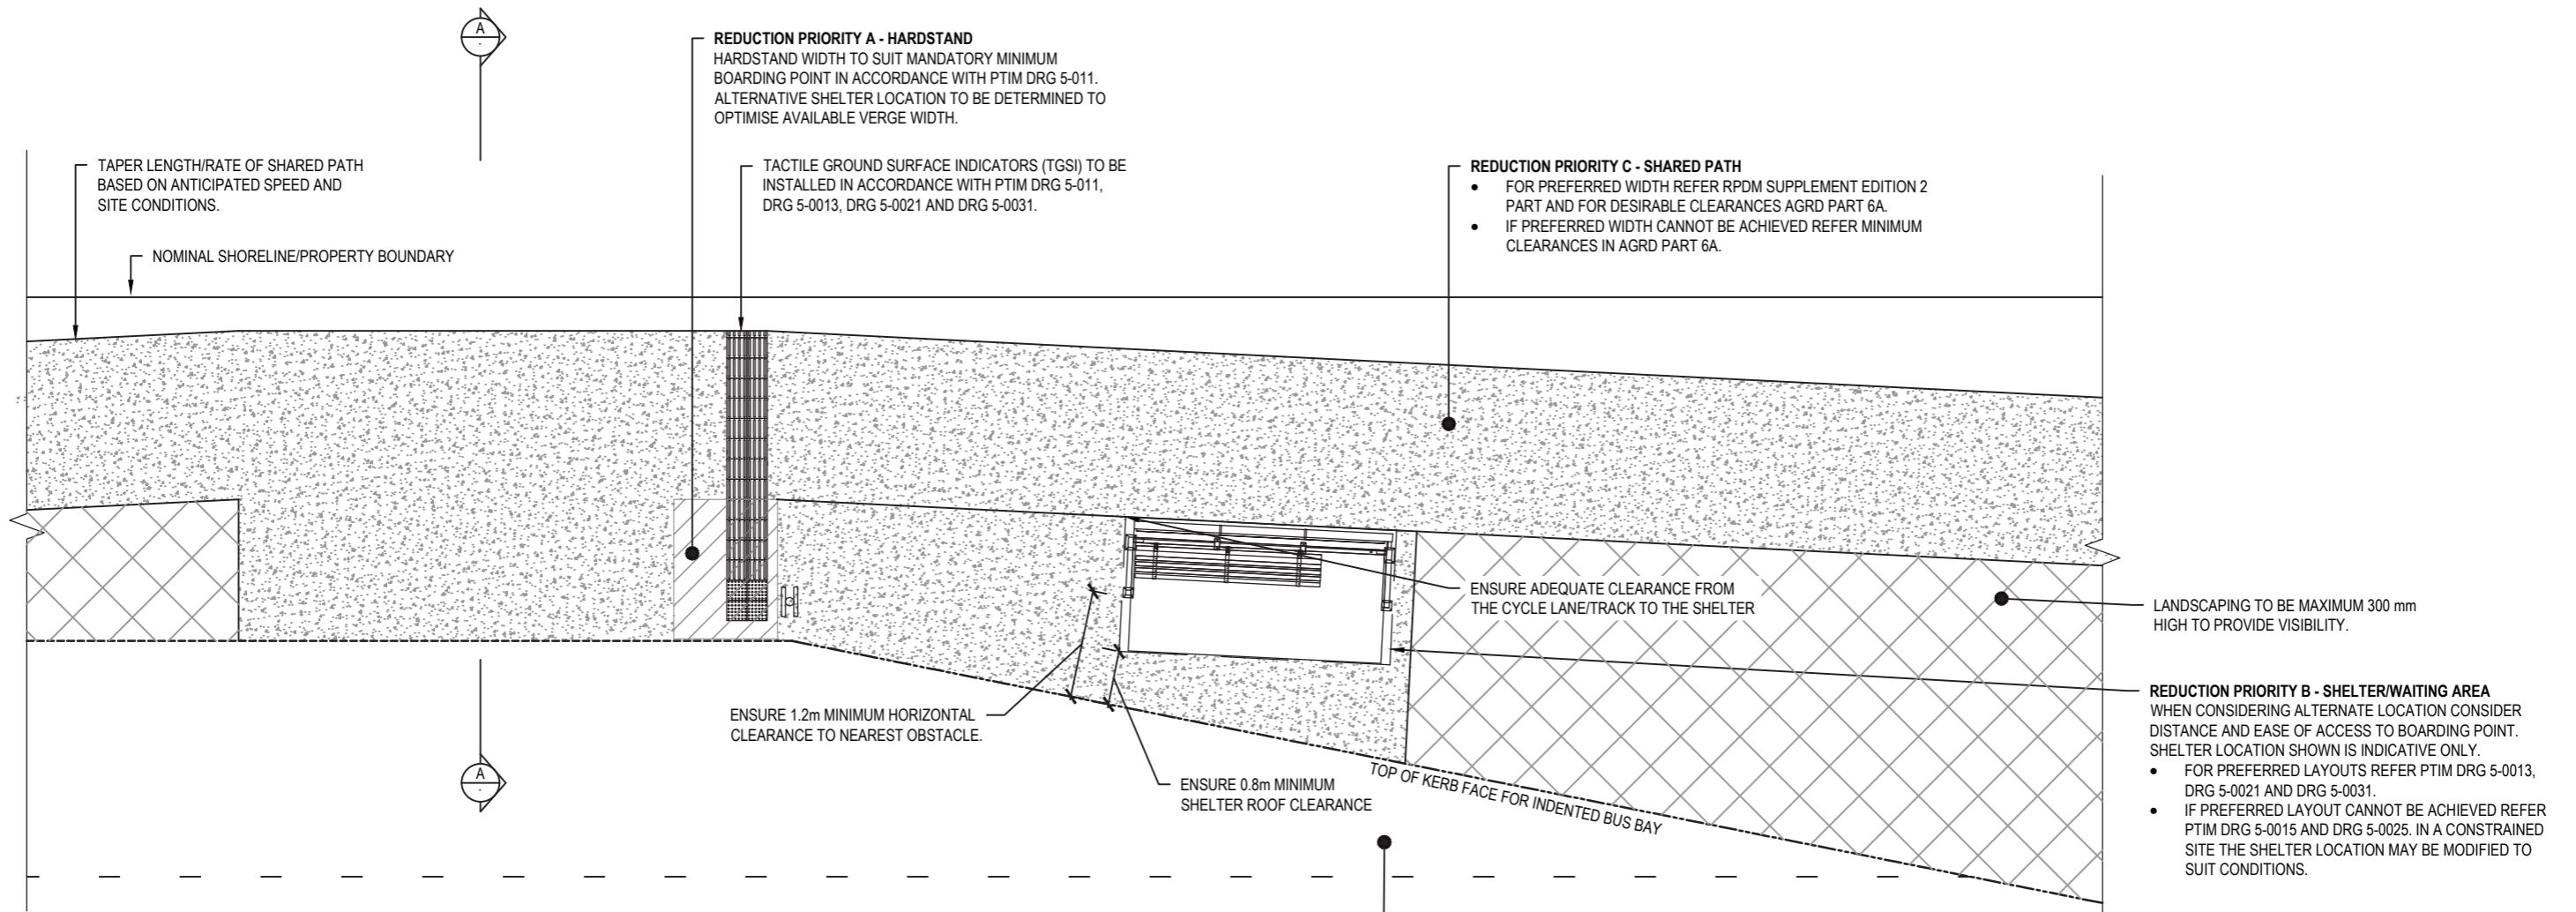 A
-
REDUCTION PRIORITY A - HARDSTAND
HARDSTAND WIDTH TO SUIT MANDATORY MINIMUM
BOARDING POINT IN ACCORDANCE WITH PTIM DRG 5-011.
ALTERNATIVE SHELTER LOCATION TO BE DETERMINED TO
OPTIMISE AVAILABLE VERGE WIDTH.
TAPER LENGTH/RATE OF SHARED PATH
BASED ON ANTICIPATED SPEED AND
SITE CONDITIONS.
TACTILE GROUND SURFACE INDICATORS (TGSI) TO BE
INSTALLED IN ACCORDANCE WITH PTIM DRG 5-011,
DRG 5-0013, DRG 5-0021 AND DRG 5-0031.
REDUCTION PRIORITY C - SHARED PATH
• FOR PREFERRED WIDTH REFER RPDM SUPPLEMENT EDITION 2
PART AND FOR DESIRABLE CLEARANCES AGRD PART 6A.
• IF PREFERRED WIDTH CANNOT BE ACHIEVED REFER MINIMUM
CLEARANCES IN AGRD PART 6A.
NOMINAL SHORELINE/PROPERTY BOUNDARY
ENSURE ADEQUATE CLEARANCE FROM
THE CYCLE LANE/TRACK TO THE SHELTER
LANDSCAPING TO BE MAXIMUM 300 mm
HIGH TO PROVIDE VISIBILITY.
REDUCTION PRIORITY B - SHELTER/WAITING AREA
WHEN CONSIDERING ALTERNATE LOCATION CONSIDER
DISTANCE AND EASE OF ACCESS TO BOARDING POINT.
SHELTER LOCATION SHOWN IS INDICATIVE ONLY.
• FOR PREFERRED LAYOUTS REFER PTIM DRG 5-0013,
DRG 5-0021 AND DRG 5-0031.
• IF PREFERRED LAYOUT CANNOT BE ACHIEVED REFER
PTIM DRG 5-0015 AND DRG 5-0025. IN A CONSTRAINED
SITE THE SHELTER LOCATION MAY BE MODIFIED TO
SUIT CONDITIONS.
ENSURE 1.2m MINIMUM HORIZONTAL
CLEARANCE TO NEAREST OBSTACLE.
ENSURE 0.8m MINIMUM
SHELTER ROOF CLEARANCE
TOP OF KERB FACE FOR INDENTED BUS BAY
A
-